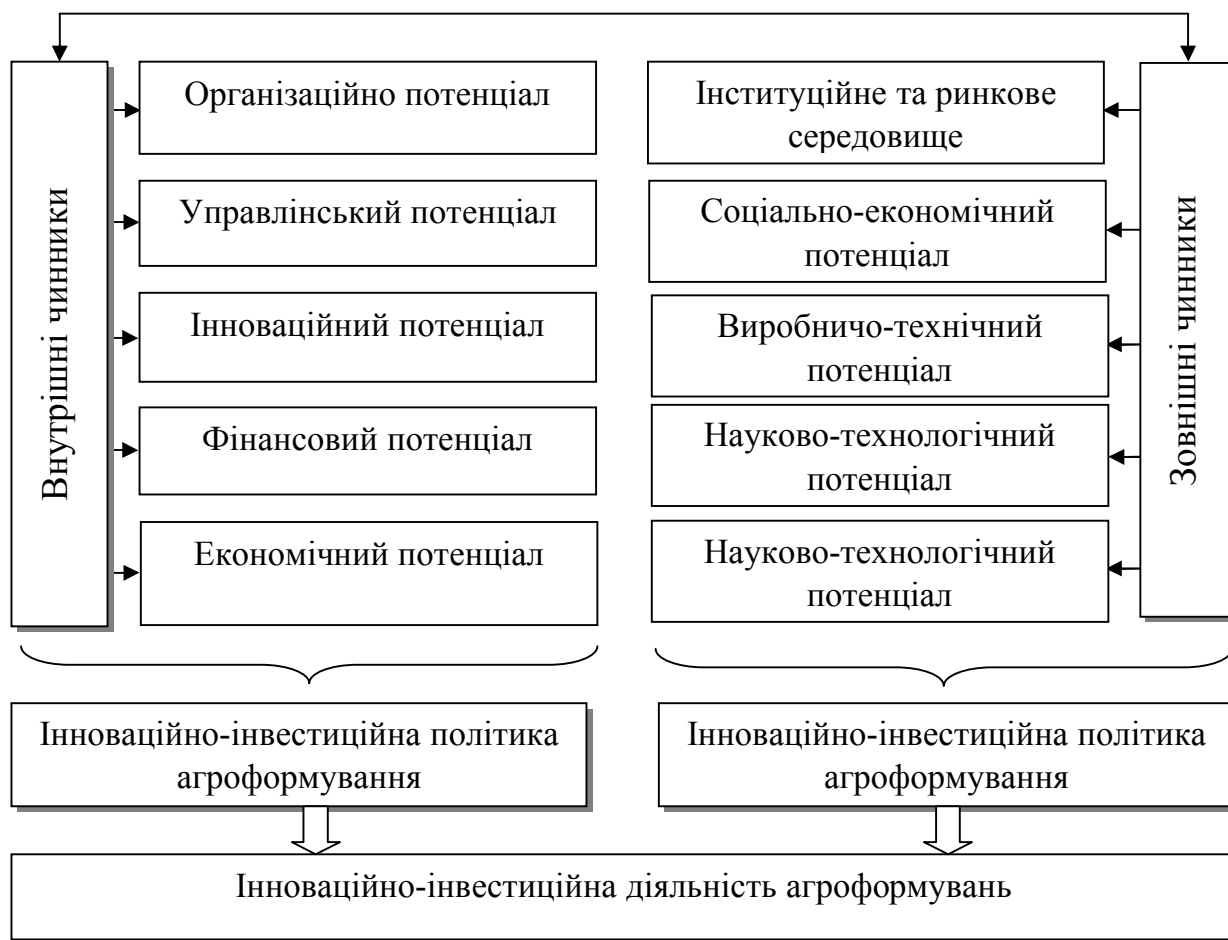 Внутрішні чинники
Організаційно потенціал
Управлінський потенціал
Інноваційний потенціал
Фінансовий потенціал
Економічний потенціал
Інституційне та ринкове
середовище
Соціально-економічний
потенціал
Виробничо-технічний
потенціал
Науково-технологічний
потенціал
Науково-технологічний
потенціал
Зовнішні чинники
Інноваційно-інвестиційна політика
агроформування
Інноваційно-інвестиційна політика
агроформування
Інноваційно-інвестиційна діяльність агроформувань